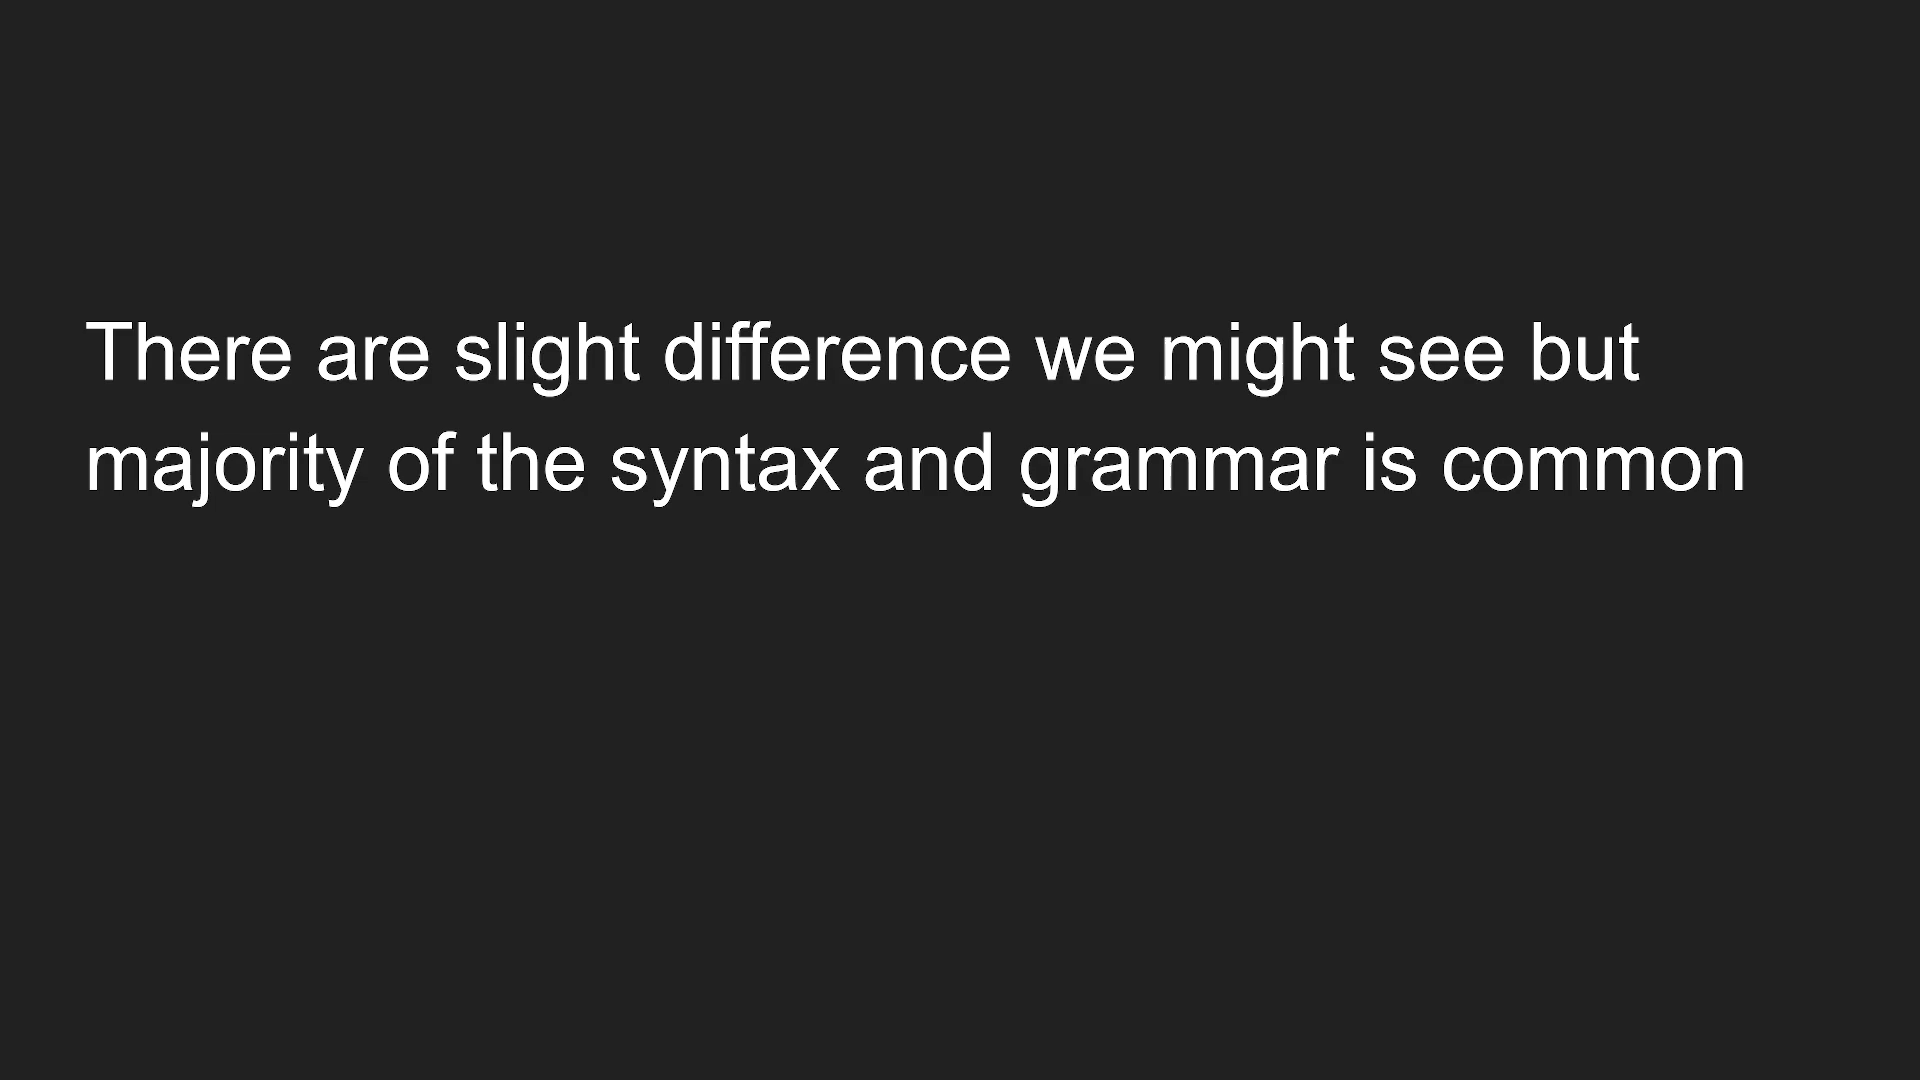 There are slight difference we might see but
majority of the syntax and grammar is common